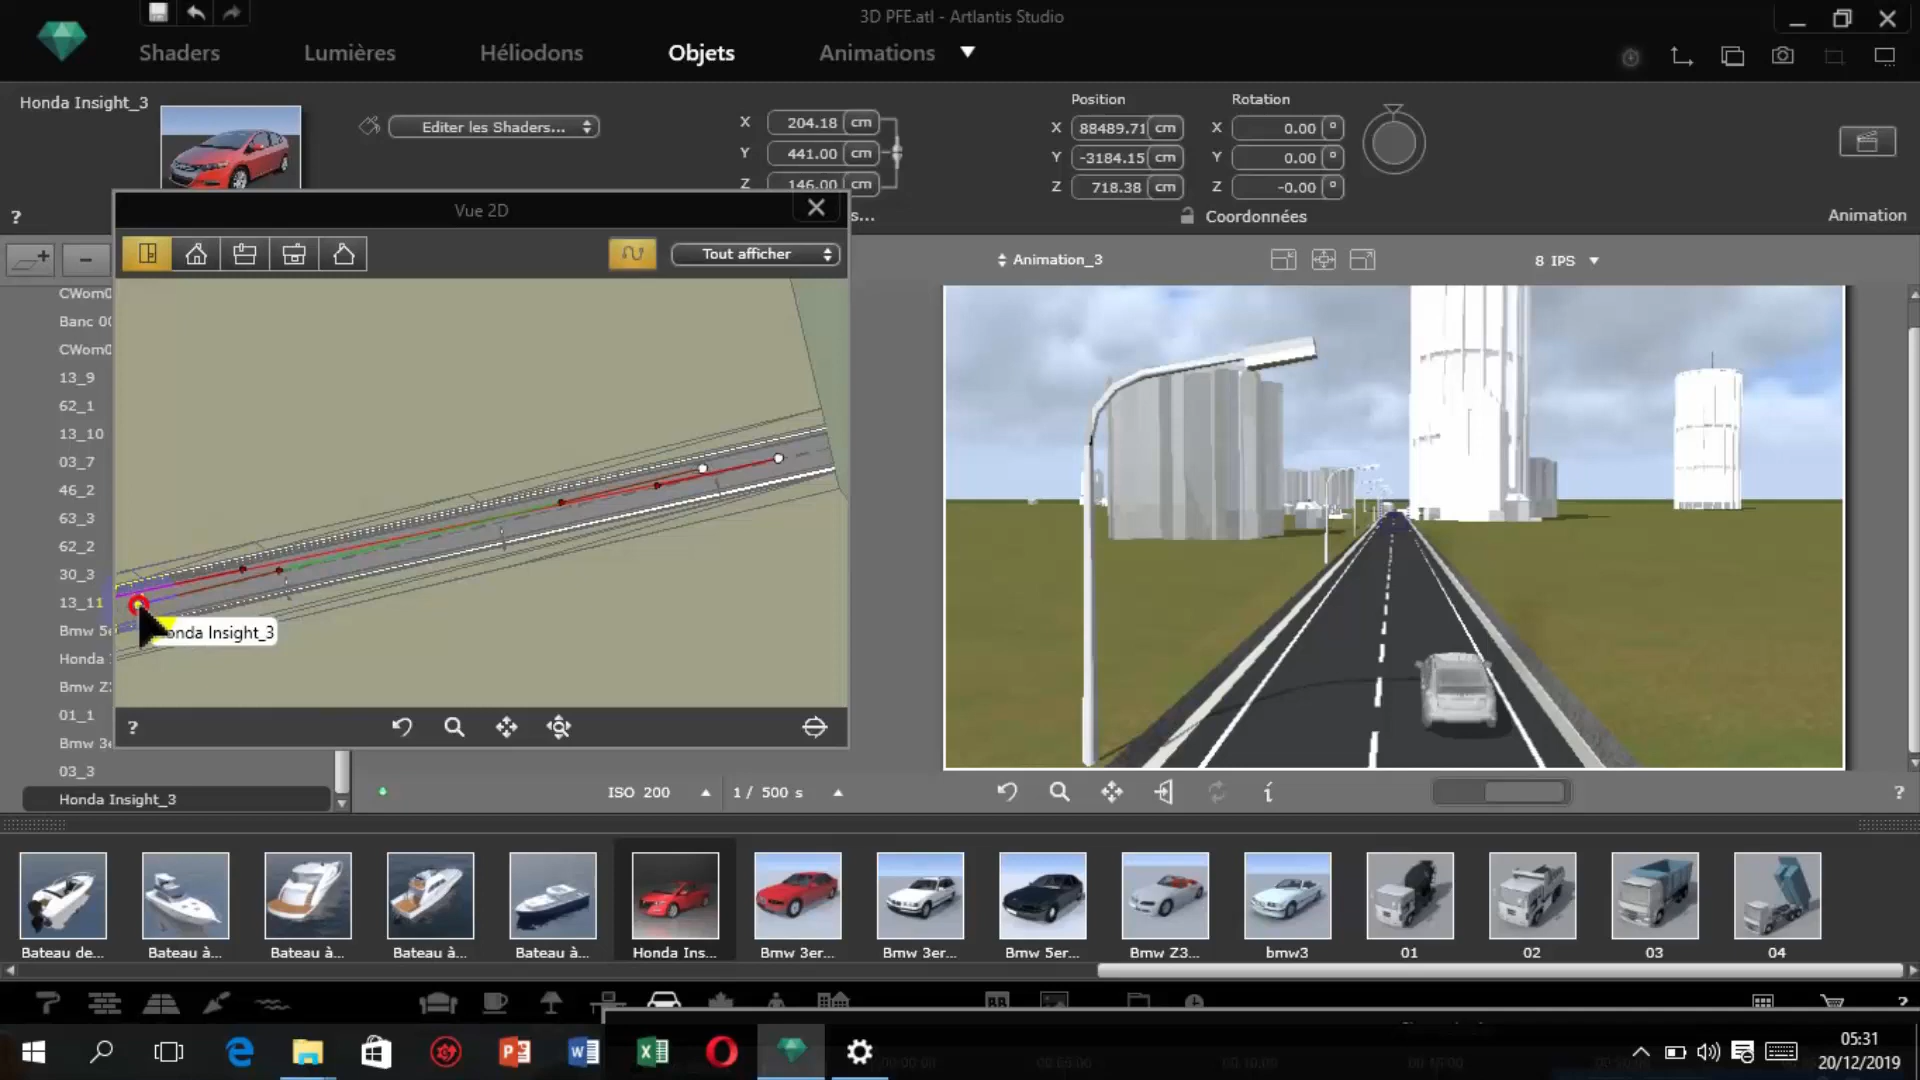 3D PFE.atl - Artlantis Studio
Shaders
Lumières
Héliodons
Objets
Animations
Honda Insight_3
Editer les Shaders...
X 204.18 cm
Y 441.00 cm
Z 146.00 cm
Position
X 88489.71 cm
Y -3184.15 cm
Z 718.38 cm
Rotation
X 0.00 °
Y 0.00 °
Z -0.00 °
Coordonnées
Animation
?
s...
Vue 2D
Tout afficher
Animation_3
8 IPS
CWom0
Banc 00
CWom0
13_9
62_1
13_10
03_7
46_2
63_3
62_2
30_3
13_11
Bmw 5e
Honda
Bmw Z3
01_1
Bmw 3e
03_3
Honda Insight_3
onda Insight_3
?
ISO 200
1 / 500 s
i
?
Bateau de...
Bateau à...
Bateau à...
Bateau à...
Bateau à...
Honda Ins...
Bmw 3er...
Bmw 3er...
Bmw 5er...
Bmw Z3...
bmw3
01
02
03
04
?
05:31
20/12/2019